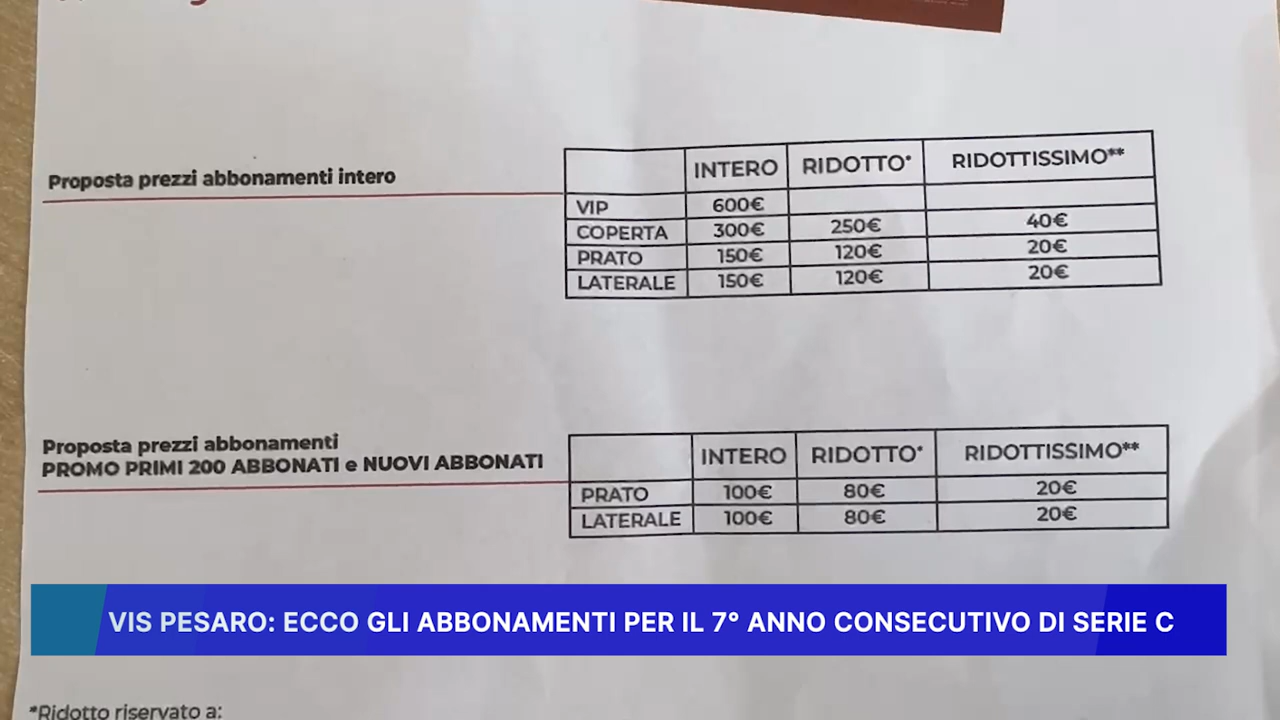 Proposta prezzi abbonamenti intero
INTERO RIDOTTO* RIDOTTISSIMO**
VIP 600€
COPERTA 300€ 250€ 40€
PRATO 150€ 120€ 20€
LATERALE 150€ 120€ 20€
Proposta prezzi abbonamenti
PROMO PRIMI 200 ABBONATI e NUOVI ABBONATI
INTERO RIDOTTO* RIDOTTISSIMO**
PRATO 100€ 80€ 20€
LATERALE 100€ 80€ 20€
VIS PESARO: ECCO GLI ABBONAMENTI PER IL 7° ANNO CONSECUTIVO DI SERIE C
*Ridotto riservato a: